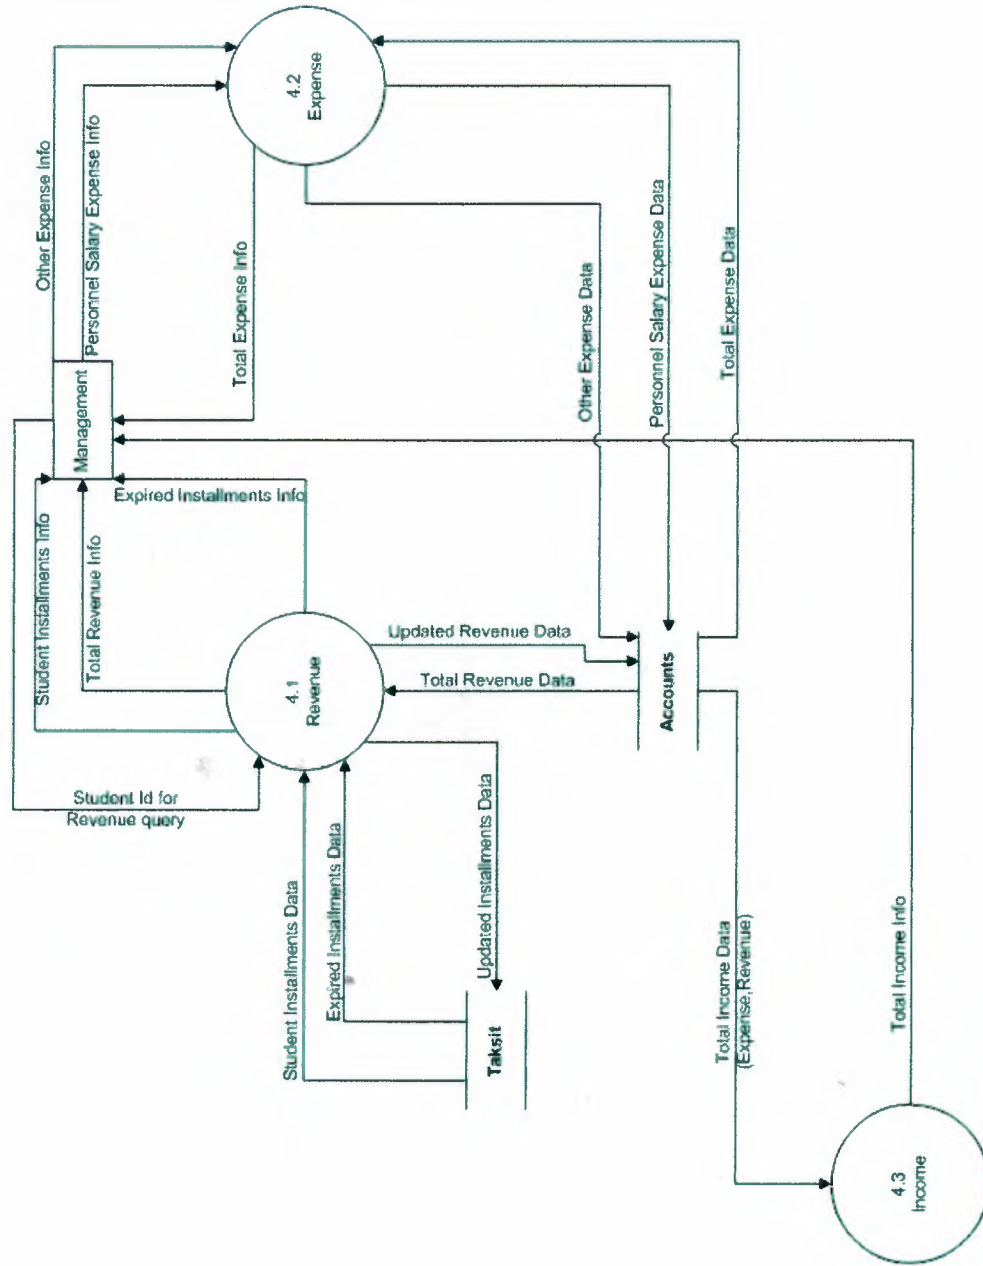 Other Expense Info
Personnel Salary Expense Info
4.2
Expense
Total Expense Info
Management
Student Installments Info
Total Revenue Info
Expired Installments Info
Other Expense Data
Personnel Salary Expense Data
Total Expense Data
4.1
Revenue
Updated Revenue Data
Total Revenue Data
Accounts
Student Id for
Revenue query
Student Installments Data
Expired Installments Data
Updated Installments Data
Taksit
Total Income Data
(Expense,Revenue)
Total Income Info
4.3
Income